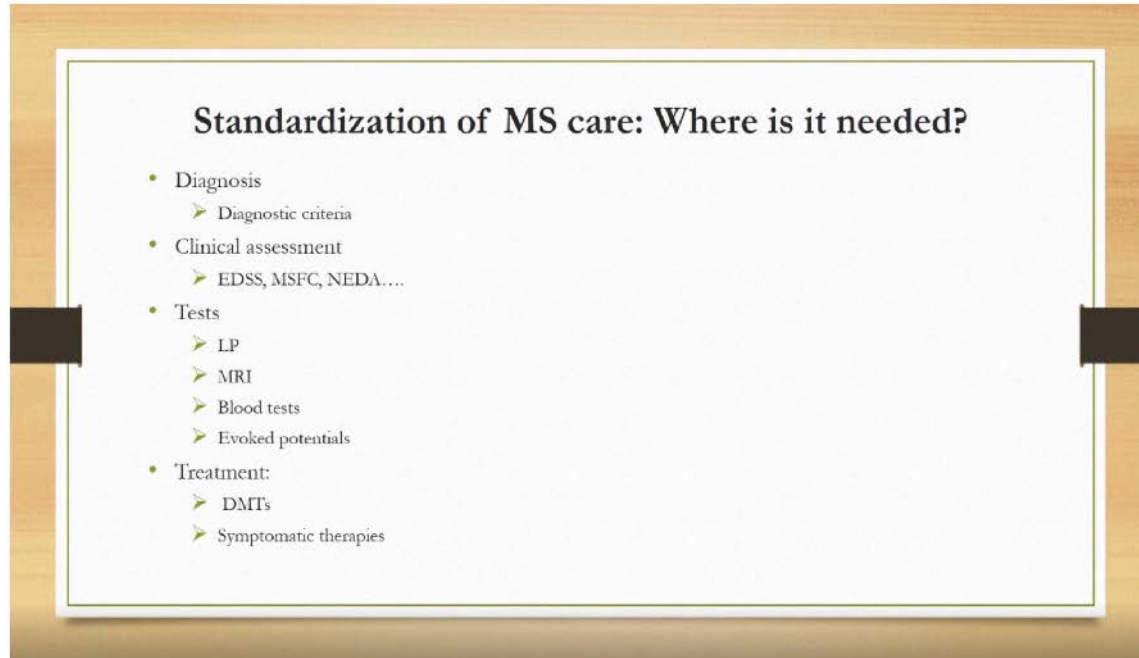 Standardization of MS care: Where is it needed?
• Diagnosis
➢ Diagnostic criteria
• Clinical assessment
➢ EDSS, MSFC, NEDA….
• Tests
➢ LP
➢ MRI
➢ Blood tests
➢ Evoked potentials
• Treatment:
➢ DMTs
➢ Symptomatic therapies